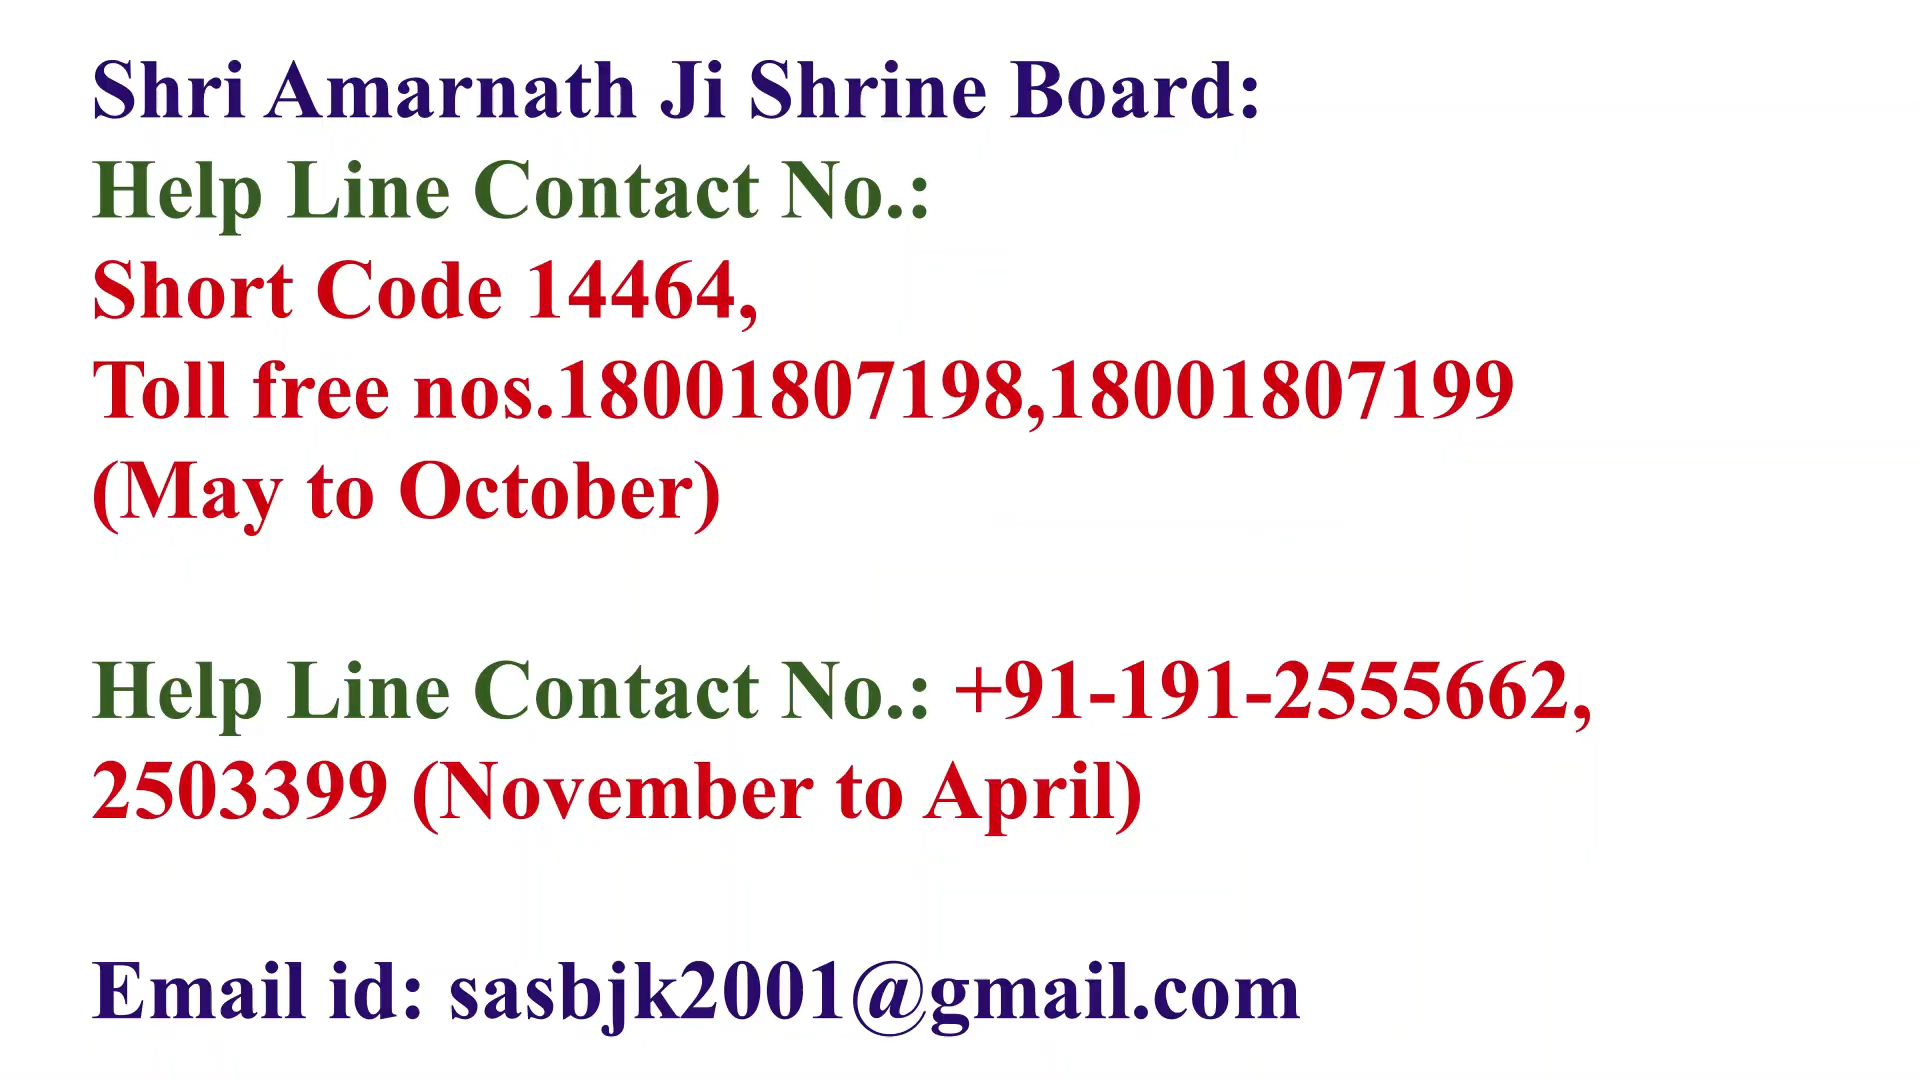 Shri Amarnath Ji Shrine Board:
Help Line Contact No.:
Short Code 14464,
Toll free nos.18001807198,18001807199
(May to October)
Help Line Contact No.: +91-191-2555662,
2503399 (November to April)
Email id: sasbjk2001@gmail.com